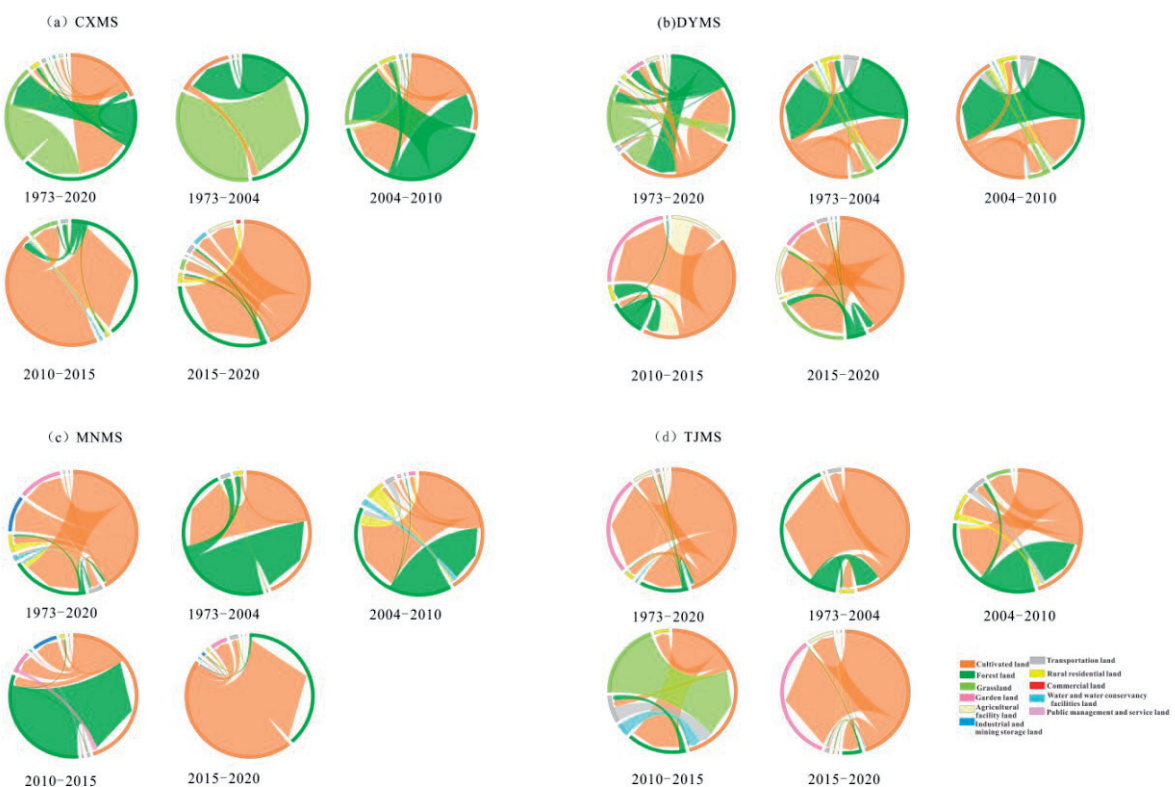 （a）CXMS
(b)DYMS
1973-2020
1973-2004
2004-2010
1973-2020
1973-2004
2004-2010
2010-2015
2015-2020
2010-2015
2015-2020
（c）MNMS
（d）TJMS
1973-2020
1973-2004
2004-2010
1973-2020
1973-2004
2004-2010
2010-2015
2015-2020
2010-2015
2015-2020
Cultivated land
Forest land
Grassland
Garden land
Agricultural
facility land
Industrial and
mining storage land
Transportation land
Rural residential land
Commercial land
Water and water conservancy
facilities land
Public management and service land